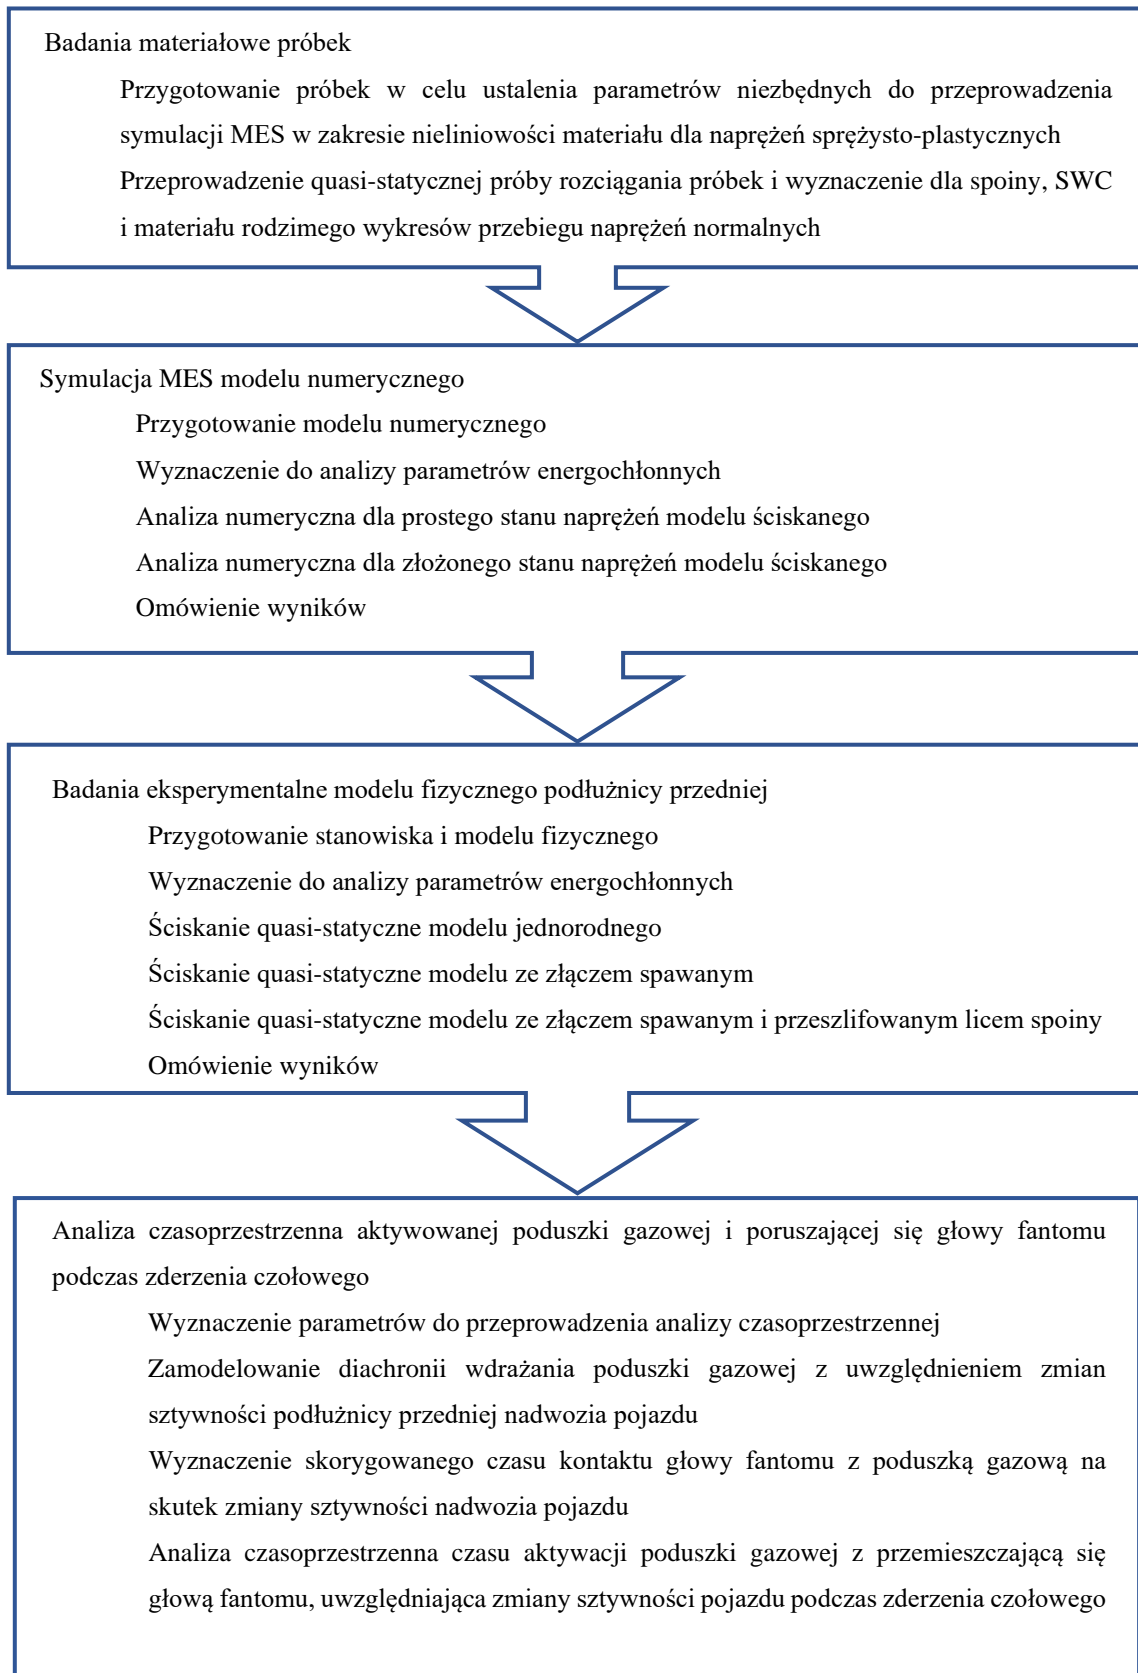 Badania materiałowe próbek
Przygotowanie próbek w celu ustalenia parametrów niezbędnych do przeprowadzenia
symulacji MES w zakresie nieliniowości materiału dla naprężeń sprężysto-plastycznych
Przeprowadzenie quasi-statycznej próby rozciągania próbek i wyznaczenie dla spoiny, SWC
i materiału rodzimego wykresów przebiegu naprężeń normalnych
Symulacja MES modelu numerycznego
Przygotowanie modelu numerycznego
Wyznaczenie do analizy parametrów energochłonnych
Analiza numeryczna dla prostego stanu naprężeń modelu ściskanego
Analiza numeryczna dla złożonego stanu naprężeń modelu ściskanego
Omówienie wyników
Badania eksperymentalne modelu fizycznego podłużnicy przedniej
Przygotowanie stanowiska i modelu fizycznego
Wyznaczenie do analizy parametrów energochłonnych
Ściskanie quasi-statyczne modelu jednorodnego
Ściskanie quasi-statyczne modelu ze złączem spawanym
Ściskanie quasi-statyczne modelu ze złączem spawanym i przeszlifowanym licem spoiny
Omówienie wyników
Analiza czasoprzestrzenna aktywowanej poduszki gazowej i poruszającej się głowy fantomu
podczas zderzenia czołowego
Wyznaczenie parametrów do przeprowadzenia analizy czasoprzestrzennej
Zamodelowanie diachronii wdrażania poduszki gazowej z uwzględnieniem zmian
sztywności podłużnicy przedniej nadwozia pojazdu
Wyznaczenie skorygowanego czasu kontaktu głowy fantomu z poduszką gazową na
skutek zmiany sztywności nadwozia pojazdu
Analiza czasoprzestrzenna czasu aktywacji poduszki gazowej z przemieszczającą się
głową fantomu, uwzględniająca zmiany sztywności pojazdu podczas zderzenia czołowego